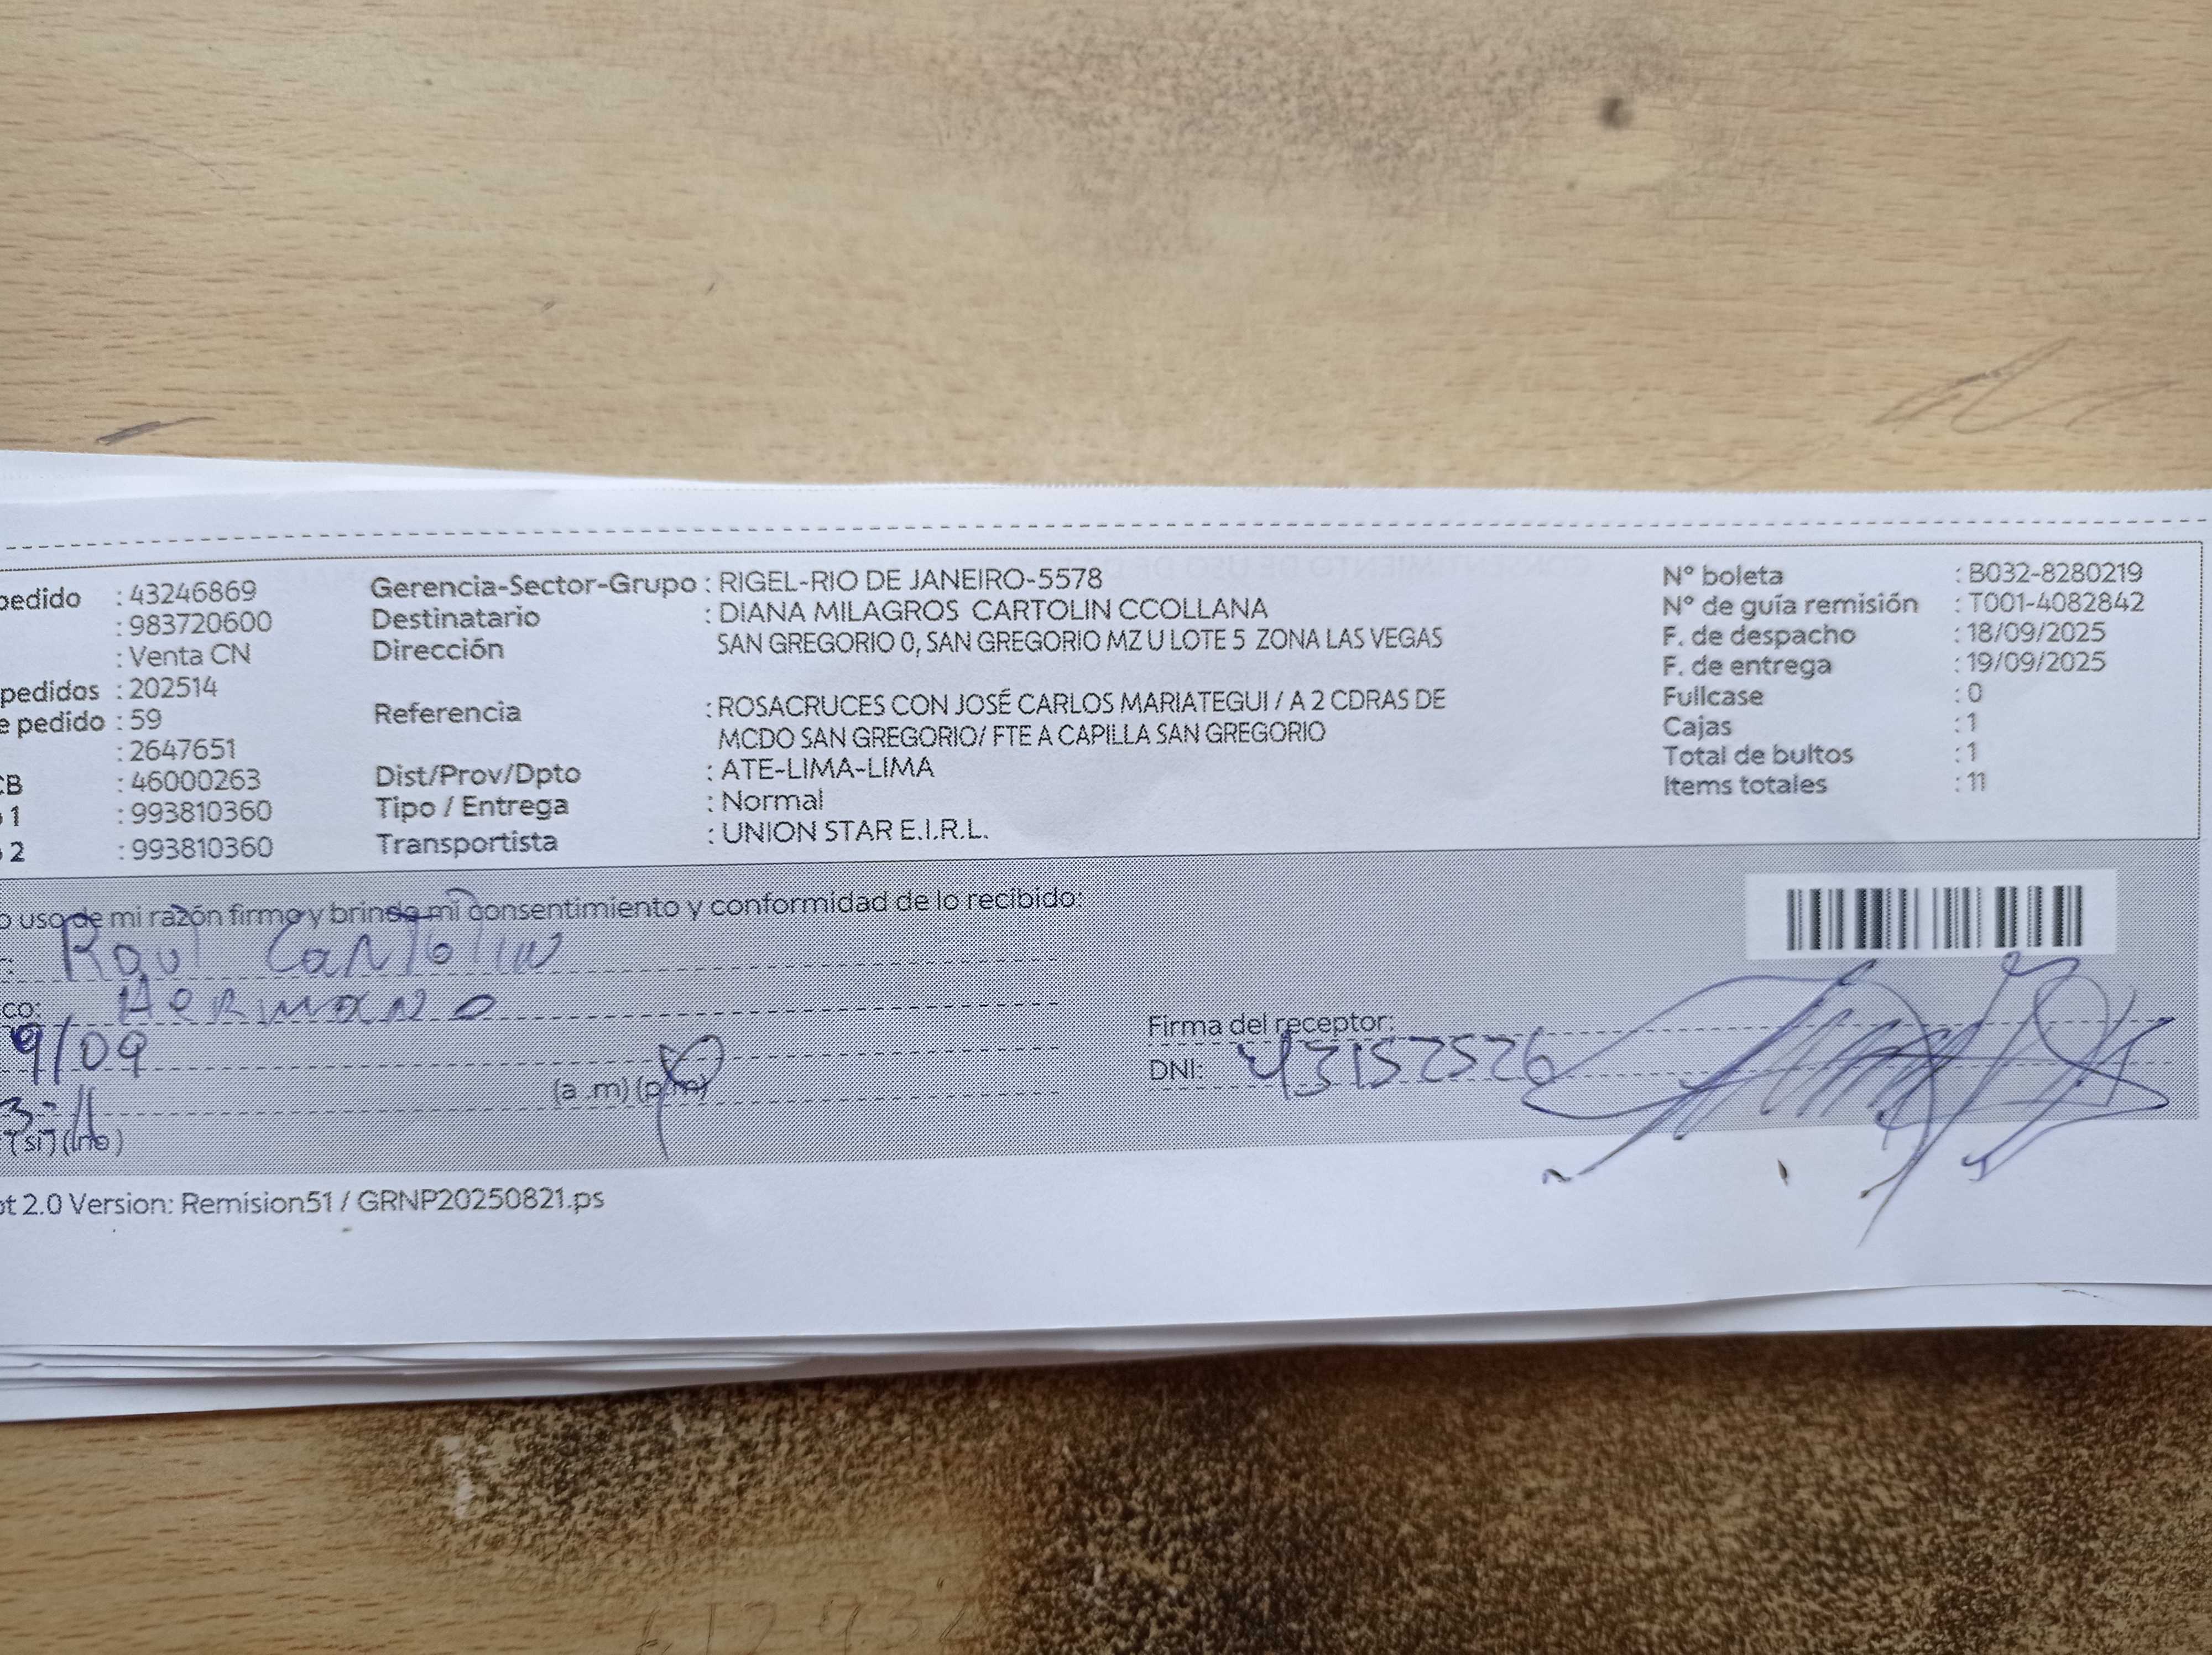 pedido : 43246869 Gerencia-Sector-Grupo : RIGEL-RIO DE JANEIRO-5578 N° boleta : B032-8280219
: 983720600 Destinatario : DIANA MILAGROS CARTOLIN CCOLLANA N° de guía remisión : T001-4082842
: Venta CN Dirección SAN GREGORIO 0, SAN GREGORIO MZ U LOTE 5 ZONA LAS VEGAS F. de despacho : 18/09/2025
F. de entrega : 19/09/2025
pedidos : 202514 Referencia : ROSACRUCES CON JOSÉ CARLOS MARIATEGUI / A 2 CDRAS DE Fullcase : 0
e pedido : 59 MCDO SAN GREGORIO/ FTE A CAPILLA SAN GREGORIO Cajas : 1
: 2647651 Dist/Prov/Dpto : ATE-LIMA-LIMA Total de bultos : 1
CB : 46000263 Tipo / Entrega : Normal Items totales : 11
1 : 993810360 Transportista : UNION STAR E.I.R.L.
2 : 993810360
o uso de mi razón firmo y brindo mi consentimiento y conformidad de lo recibido:
Raul Cartolin
co: Hermano
9/09 Firma del receptor:
(a .m) (p.m) DNI: 43152526
si) (no)
pt 2.0 Version: Remision51 / GRNP20250821.ps